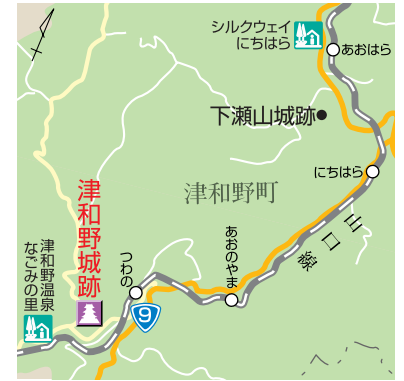 シルクウェイ
にちはら
あおはら
下瀬山城跡
にちはら
津和野町
山口線
あおのやま
つわの
津和野城跡
津和野温泉
なごみの里
9